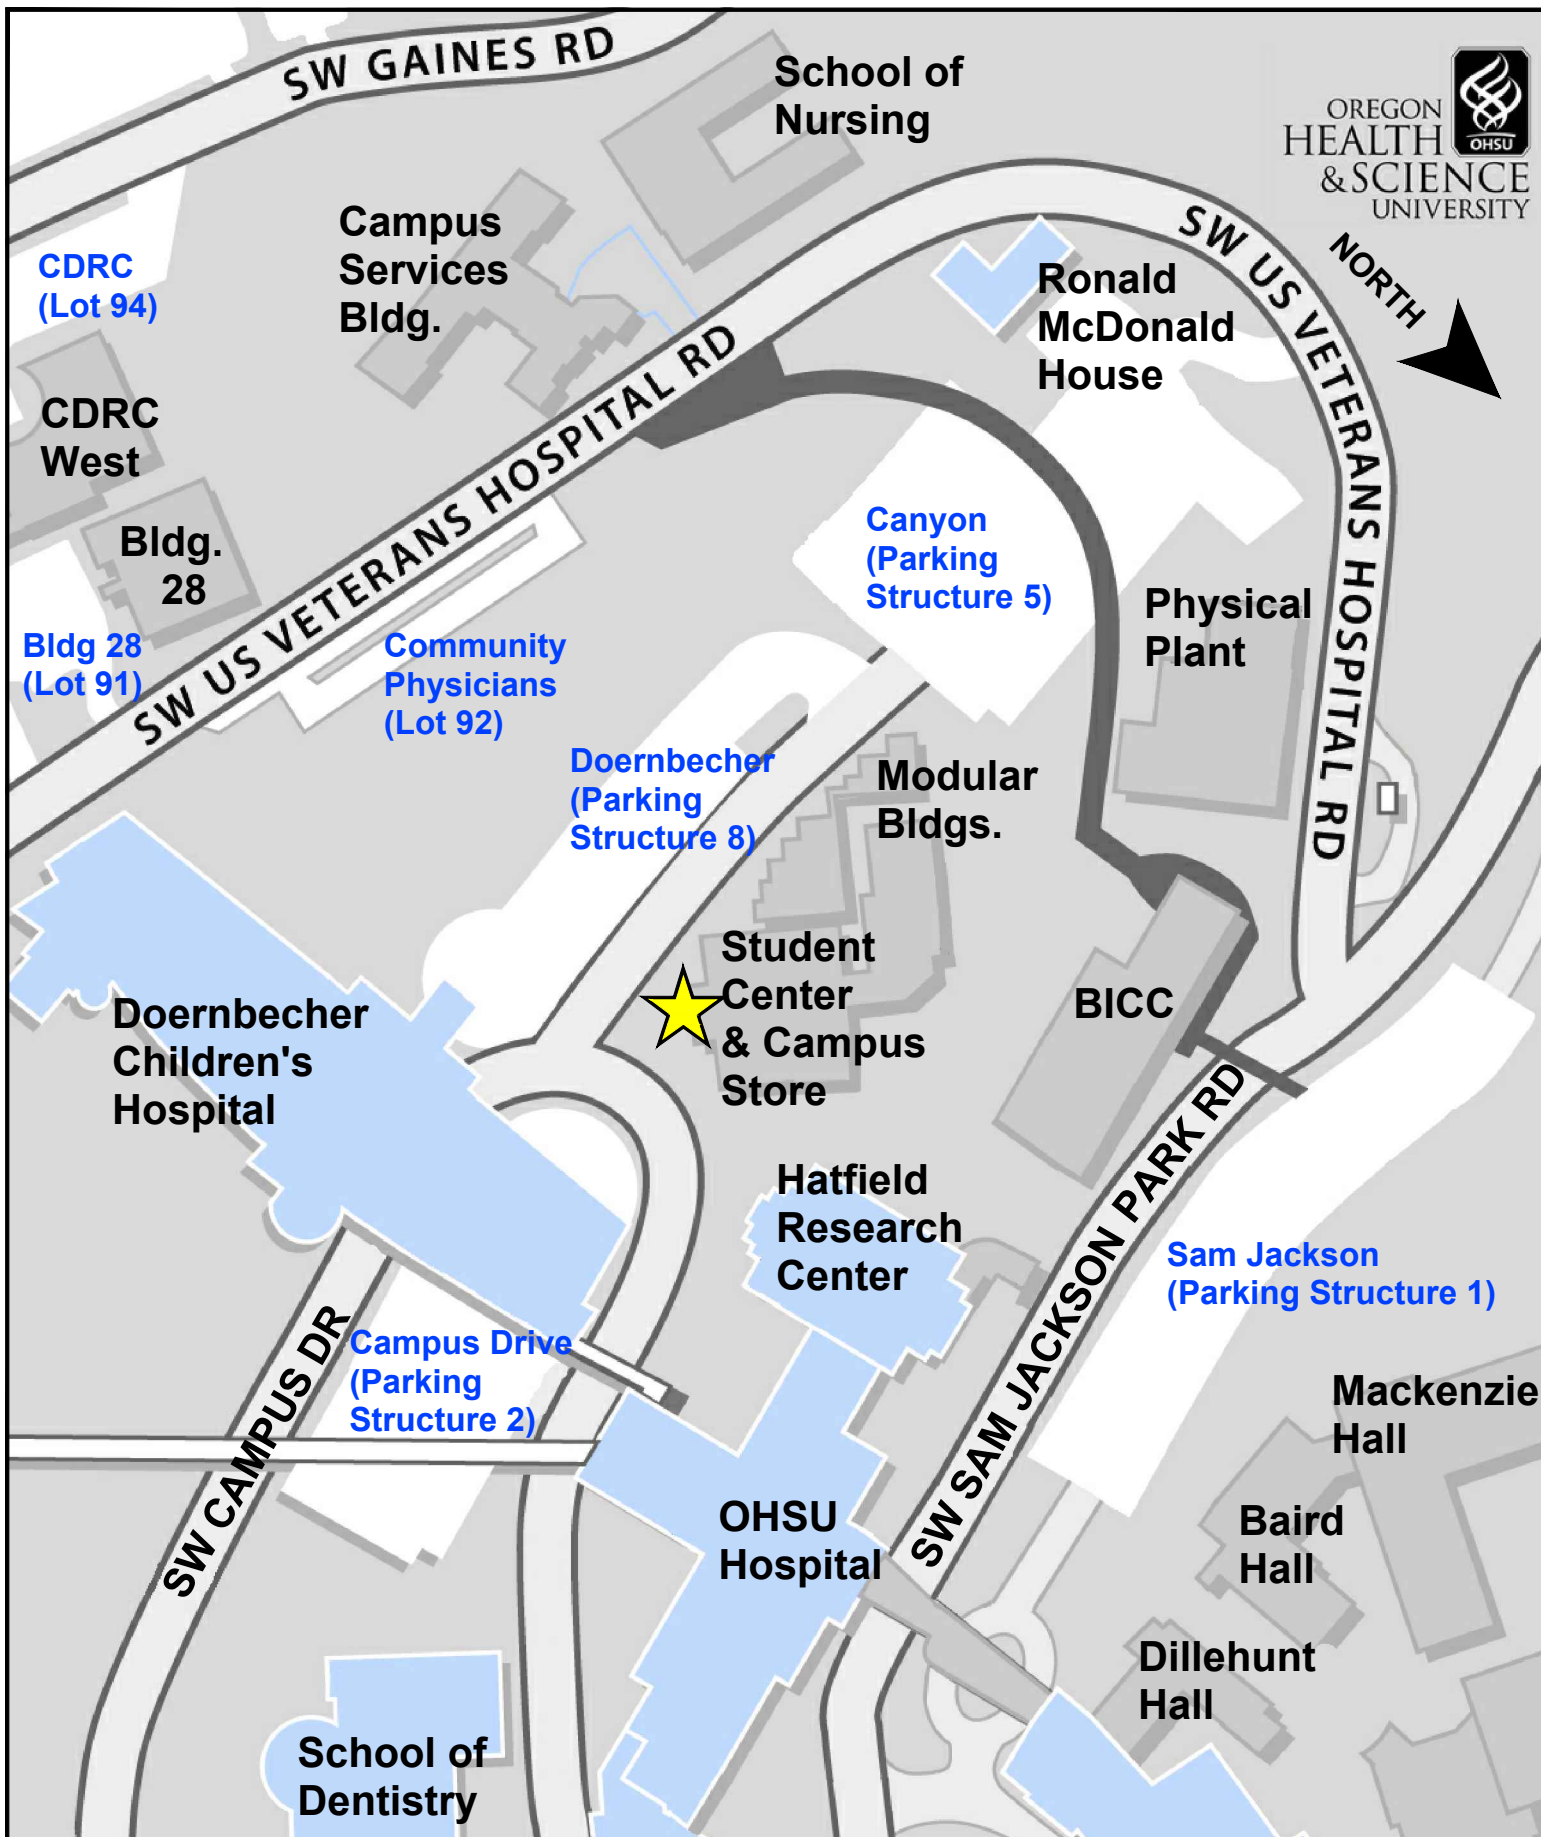 SW GAINES RD
School of
Nursing
OREGON
HEALTH
& SCIENCE
UNIVERSITY
OHSU
NORTH
Campus
Services
Bldg.
CDRC
(Lot 94)
SW US VETERANS HOSPITAL RD
Ronald
McDonald
House
CDRC
West
SW US VETERANS HOSPITAL RD
Bldg.
28
Canyon
(Parking
Structure 5)
Physical
Plant
Bldg 28
(Lot 91)
Community
Physicians
(Lot 92)
Doernbecher
(Parking
Structure 8)
Modular
Bldgs.
Student
Center
& Campus
Store
BICC
Doernbecher
Children's
Hospital
SW SAM JACKSON PARK RD
Hatfield
Research
Center
Sam Jackson
(Parking Structure 1)
SW CAMPUS DR
Campus Drive
(Parking
Structure 2)
Mackenzie
Hall
OHSU
Hospital
Baird
Hall
Dillehunt
Hall
School of
Dentistry